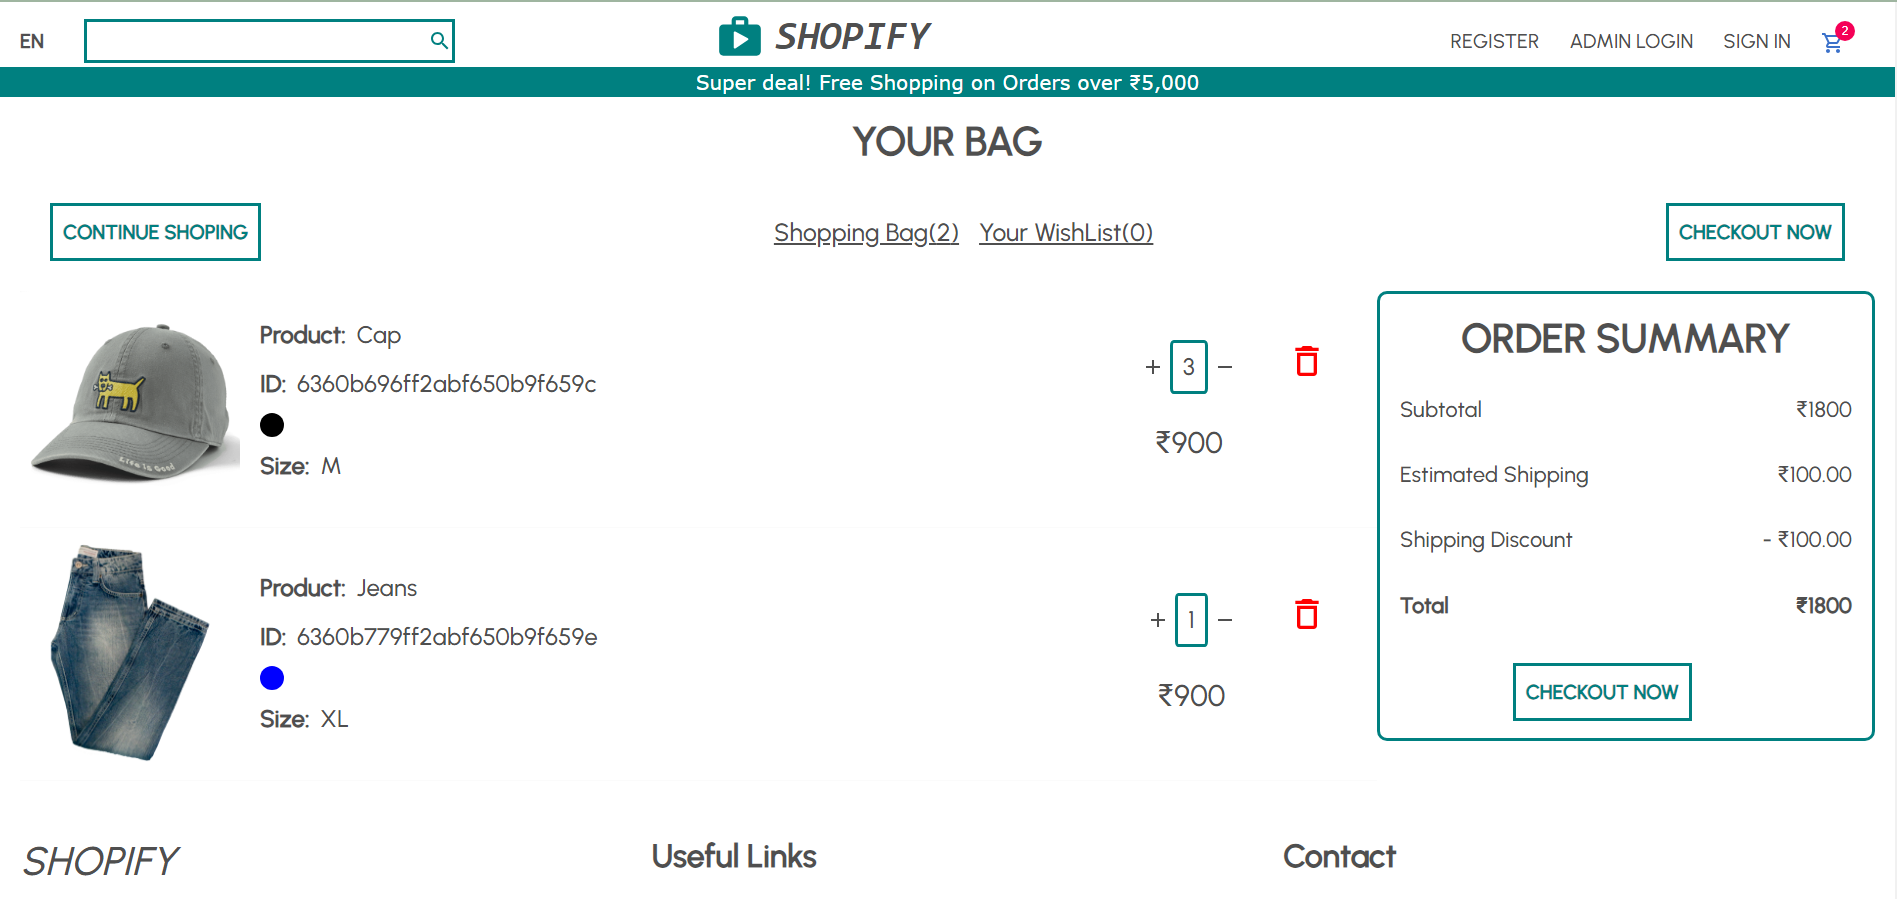 EN
SHOPIFY
REGISTER ADMIN LOGIN SIGN IN 2
Super deal! Free Shopping on Orders over ₹5,000
YOUR BAG
CONTINUE SHOPING
Shopping Bag(2) Your WishList(0)
CHECKOUT NOW
Life is Good
Product: Cap
ID: 6360b696ff2abf650b9f659c
Size: M
+ 3 −
₹900
Product: Jeans
ID: 6360b779ff2abf650b9f659e
Size: XL
+ 1 −
₹900
ORDER SUMMARY
Subtotal ₹1800
Estimated Shipping ₹100.00
Shipping Discount - ₹100.00
Total ₹1800
CHECKOUT NOW
SHOPIFY
Useful Links
Contact